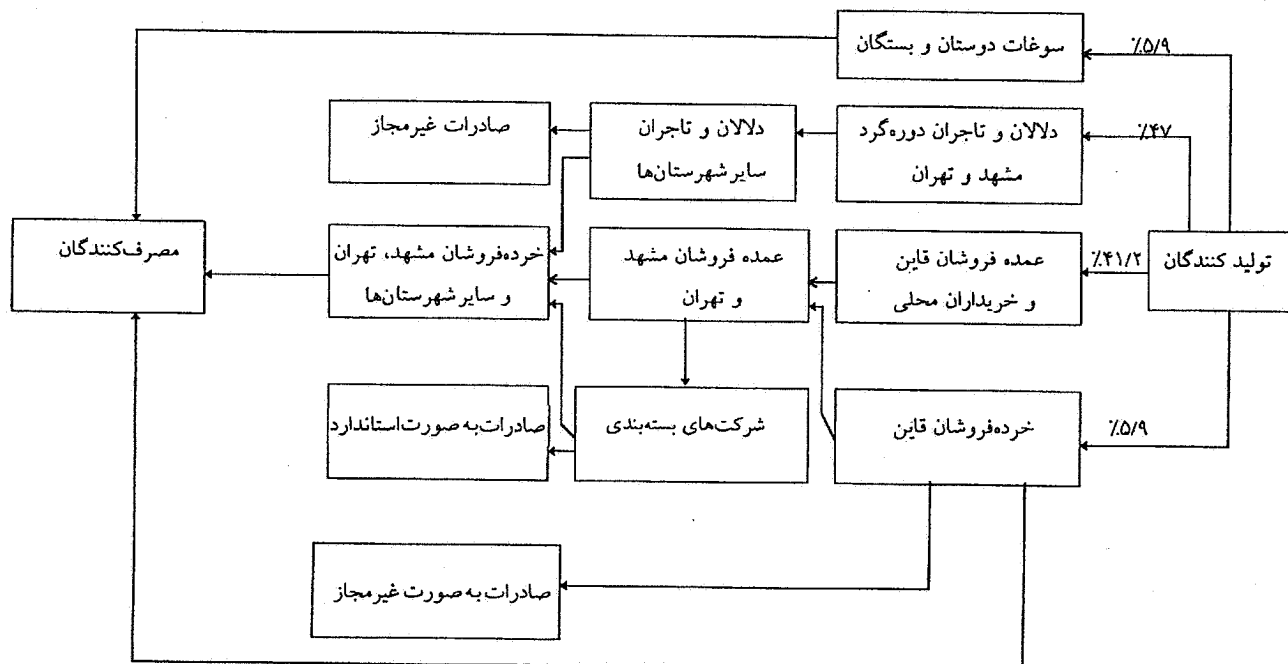 سوغات دوستان و بستگان
٪۵/۹
صادرات غیرمجاز
دلالان و تاجران
سایر شهرستان‌ها
دلالان و تاجران دوره‌گرد
مشهد و تهران
٪۴۷
تولید کنندگان
٪۴۱/۲
عمده فروشان قاین
و خریداران محلی
عمده فروشان مشهد
و تهران
خرده‌فروشان مشهد، تهران
و سایر شهرستان‌ها
مصرف‌کنندگان
٪۵/۹
خرده‌فروشان قاین
شرکت‌های بسته‌بندی
صادرات به صورت استاندارد
صادرات به صورت غیرمجاز